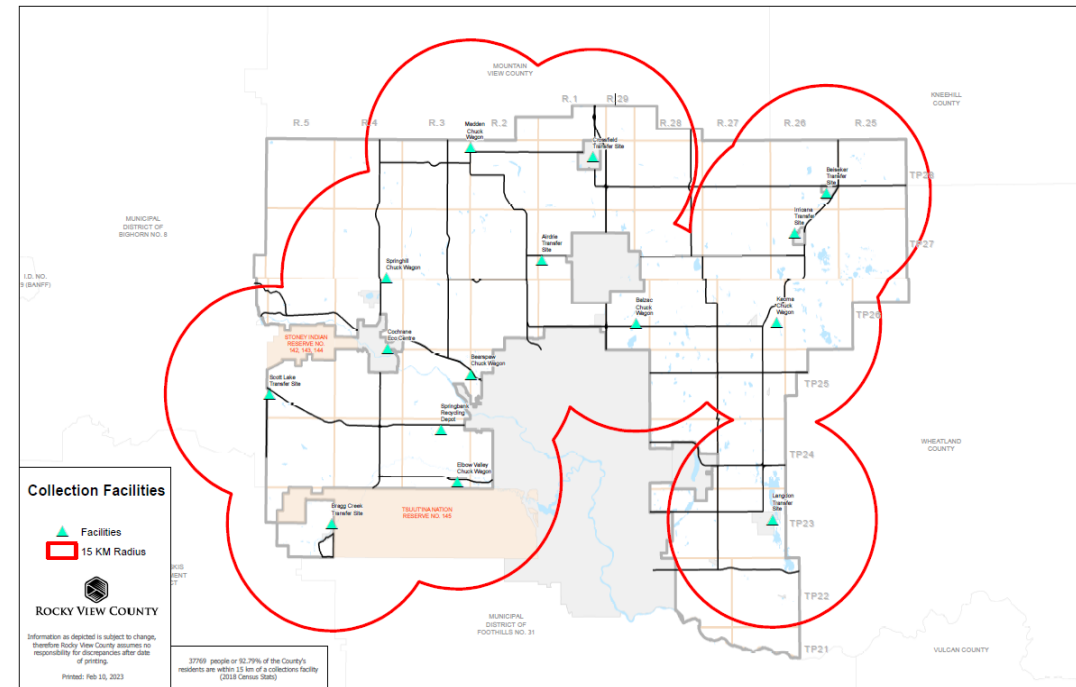 MOUNTAIN
VIEW COUNTY
KNEEHILL
COUNTY
R.5
R.4
R.3
R.2
R.1
R.29
R.28
R.27
R.26
R.25
Madden
Chuck
Wagon
Crossfield
Transfer Site
Beiseker
Transfer
Site
TP28
Irricana
Transfer
Site
MUNICIPAL
DISTRICT OF
BIGHORN NO. 8
Airdrie
Transfer
Site
TP27
I.D. NO.
9 (BANFF)
Springhill
Chuck Wagon
Balzac
Chuck
Wagon
Keoma
Chuck
Wagon
TP26
STONEY INDIAN
RESERVE NO.
142, 143, 144
Cochrane
Eco Centre
Bearspaw
Chuck Wagon
Scott Lake
Transfer Site
TP25
Springbank
Recycling
Depot
WHEATLAND
COUNTY
TP24
Elbow Valley
Chuck Wagon
Langdon
Transfer
Site
Bragg Creek
Transfer Site
TSUUT'INA NATION
RESERVE NO. 145
TP23
TP22
MUNICIPAL
DISTRICT OF
FOOTHILLS NO. 31
TP21
VULCAN COUNTY
Collection Facilities
Facilities
15 KM Radius
ROCKY VIEW COUNTY
Information as depicted is subject to change,
therefore Rocky View County assumes no
responsibility for discrepancies after date
of printing.
Printed: Feb 10, 2023
37769 people or 92.79% of the County's
residents are within 15 km of a collections facility
(2018 Census Stats)